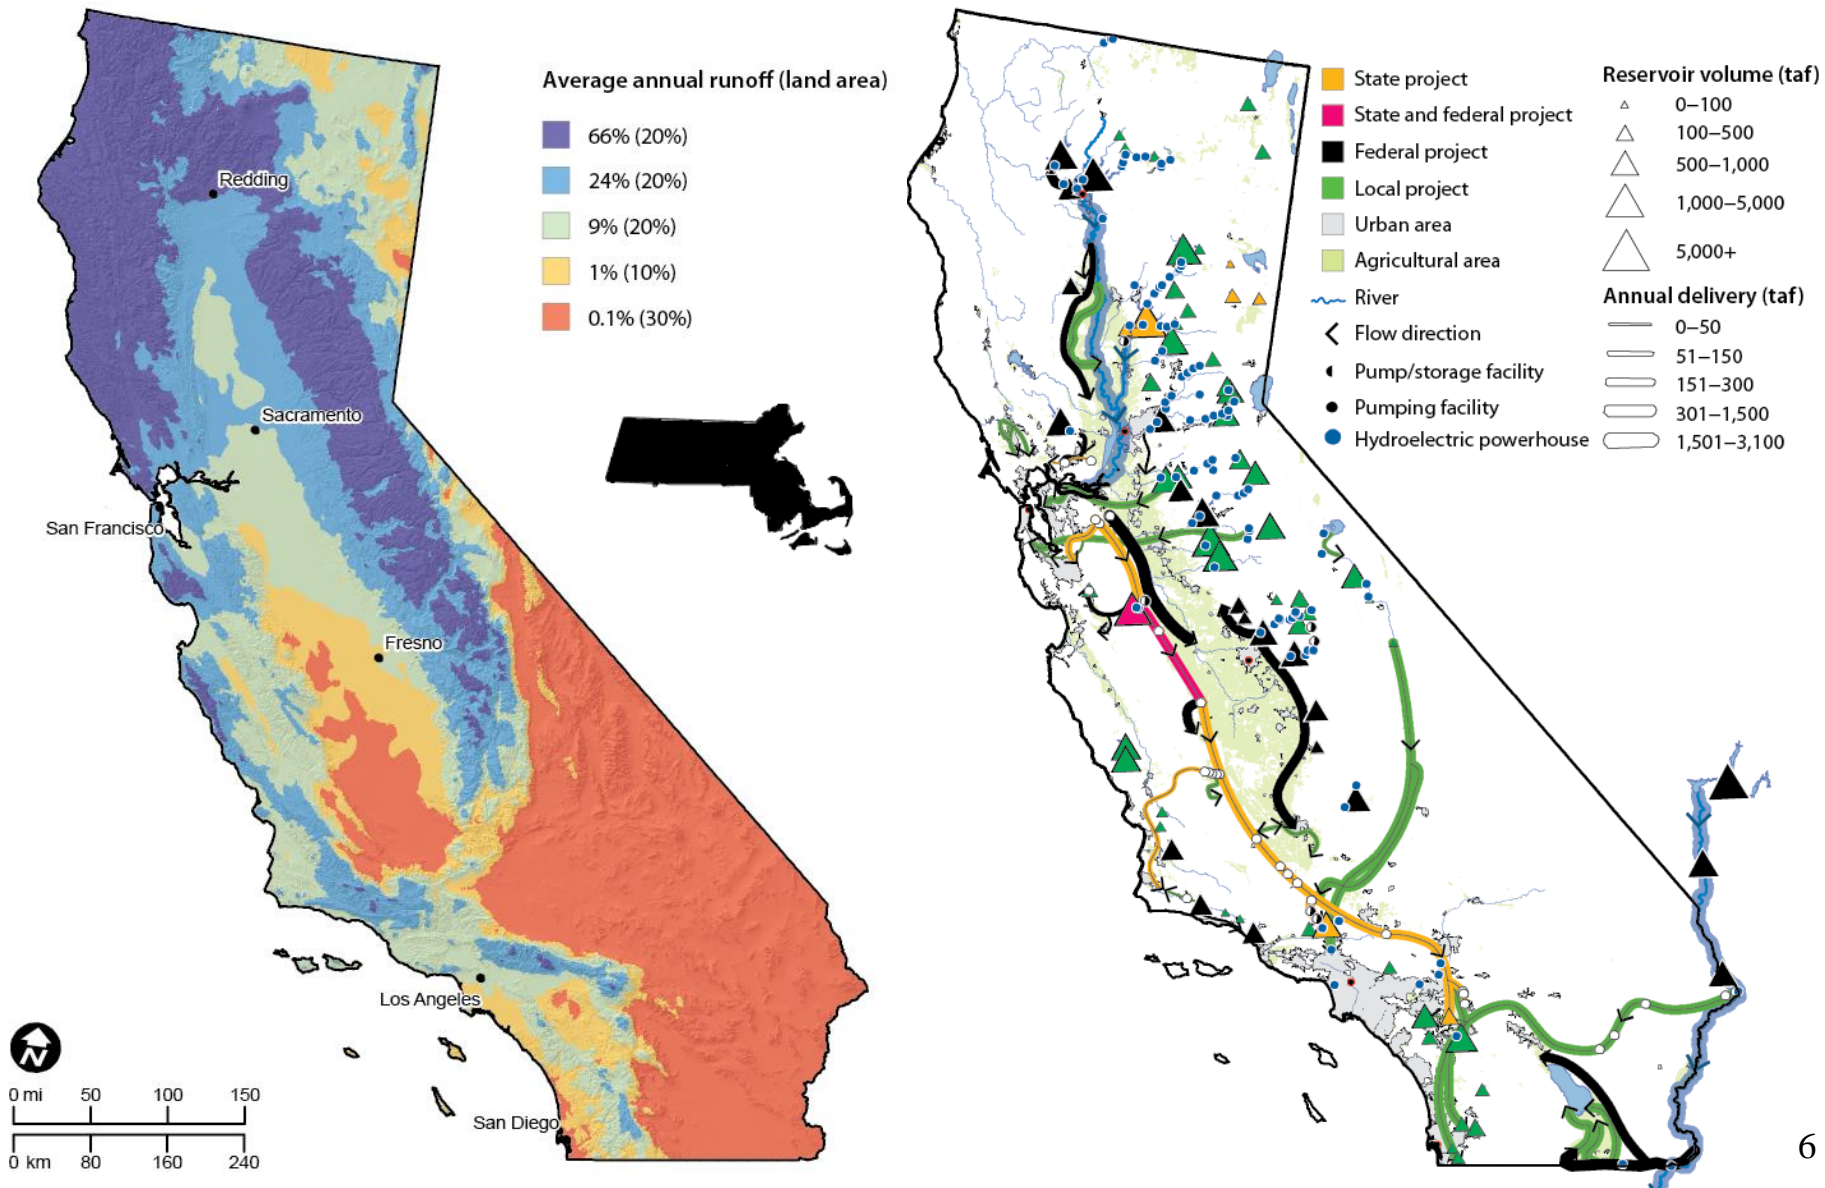 Average annual runoff (land area)
66% (20%)
24% (20%)
9% (20%)
1% (10%)
0.1% (30%)
Redding
Sacramento
San Francisco
Fresno
Los Angeles
San Diego
N
0 mi 50 100 150
0 km 80 160 240
State project
State and federal project
Federal project
Local project
Urban area
Agricultural area
River
Flow direction
Pump/storage facility
Pumping facility
Hydroelectric powerhouse
Reservoir volume (taf)
0–100
100–500
500–1,000
1,000–5,000
5,000+
Annual delivery (taf)
0–50
51–150
151–300
301–1,500
1,501–3,100
6